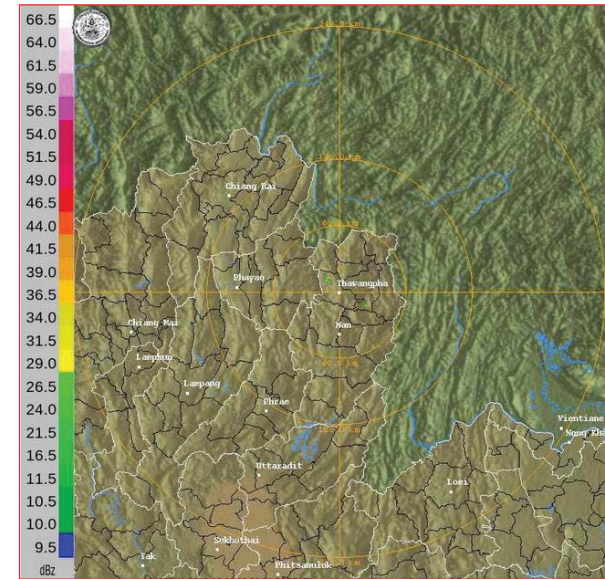 66.5
64.0
61.5
59.0
56.5
54.0
51.5
49.0
46.5
44.0
41.5
39.0
36.5
34.0
31.5
29.0
26.5
24.0
21.5
16.5
11.5
10.5
10.0
9.5
dBz
Chiang Rai
Phayao
Thawangpha
Chiang Mai
Nan
Lamphun
Lampang
Phrae
Vientiane
Nong Kha
Uttaradit
Loei
Sukhothai
Tak
Phitsanulok